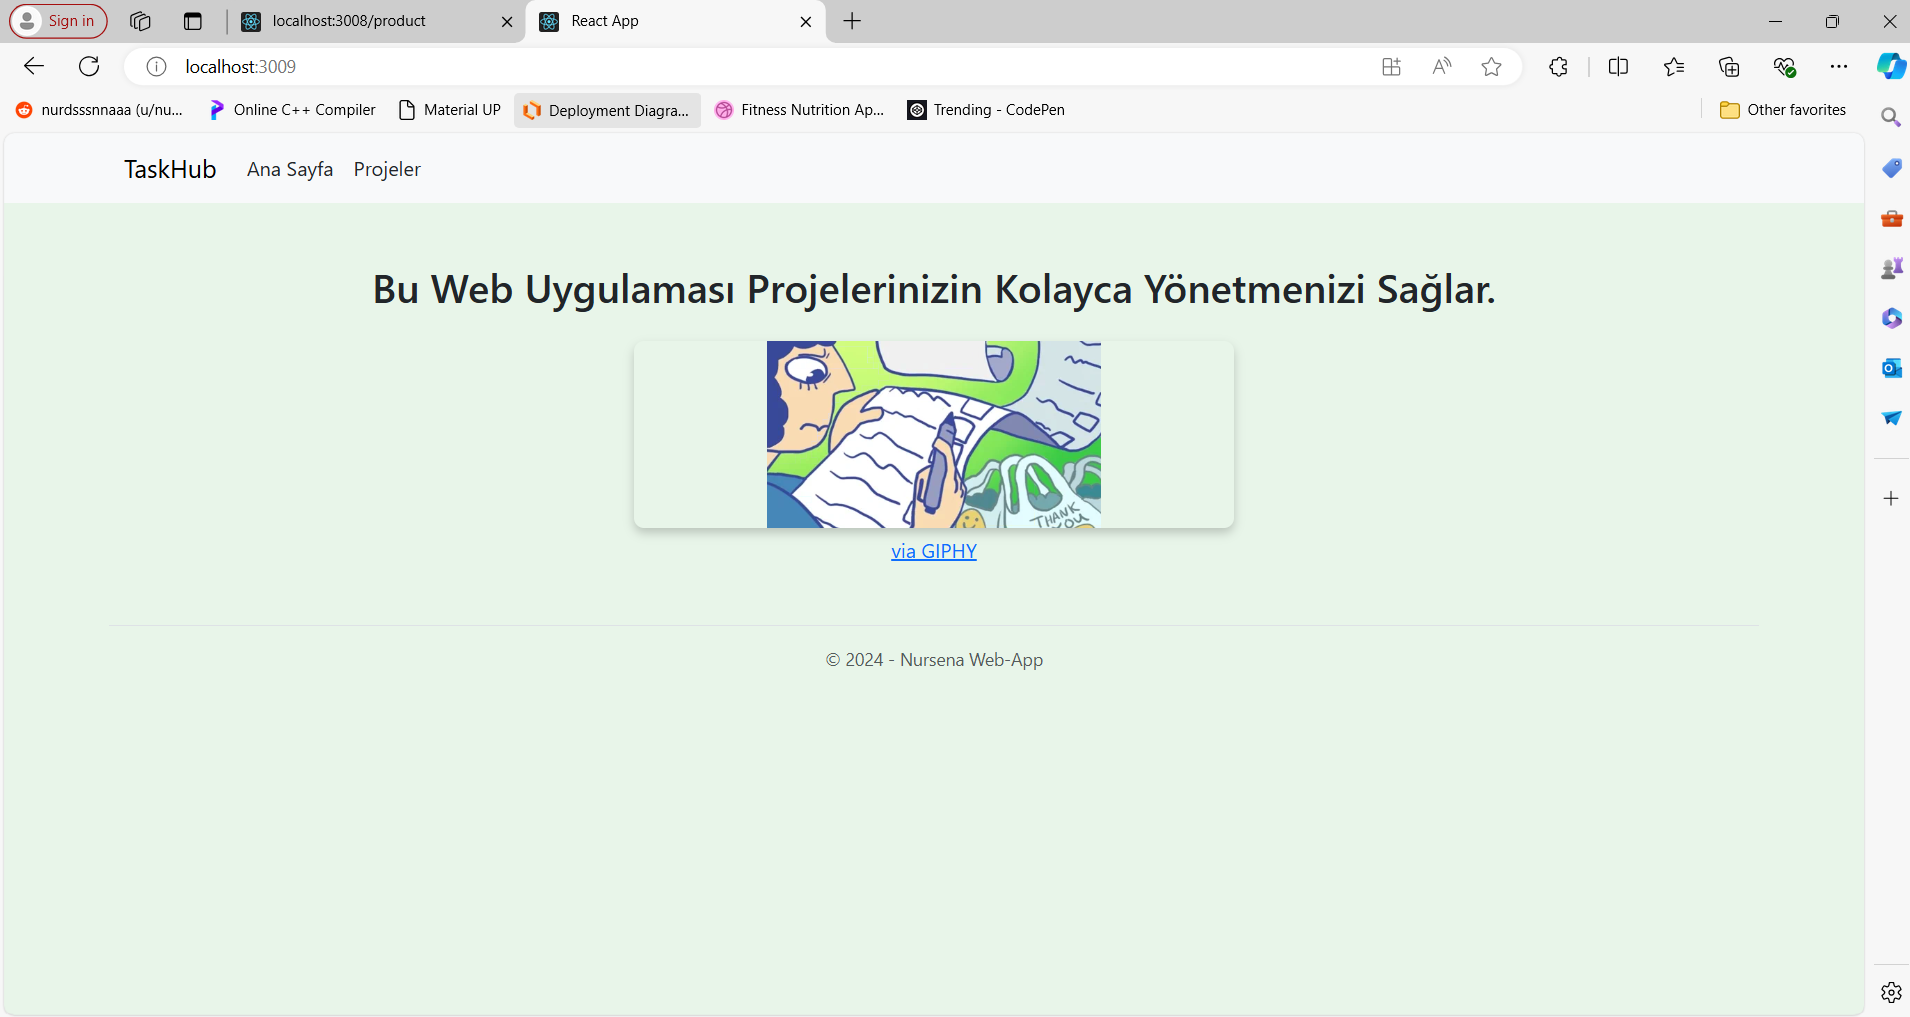 Sign in
localhost:3008/product
React App
localhost:3009
nurdsssnnaaa (u/nu...
Online C++ Compiler
Material UP
Deployment Diagra...
Fitness Nutrition Ap...
Trending - CodePen
Other favorites
TaskHub
Ana Sayfa
Projeler
Bu Web Uygulaması Projelerinizin Kolayca Yönetmenizi Sağlar.
THANK
YOU
via GIPHY
© 2024 - Nursena Web-App